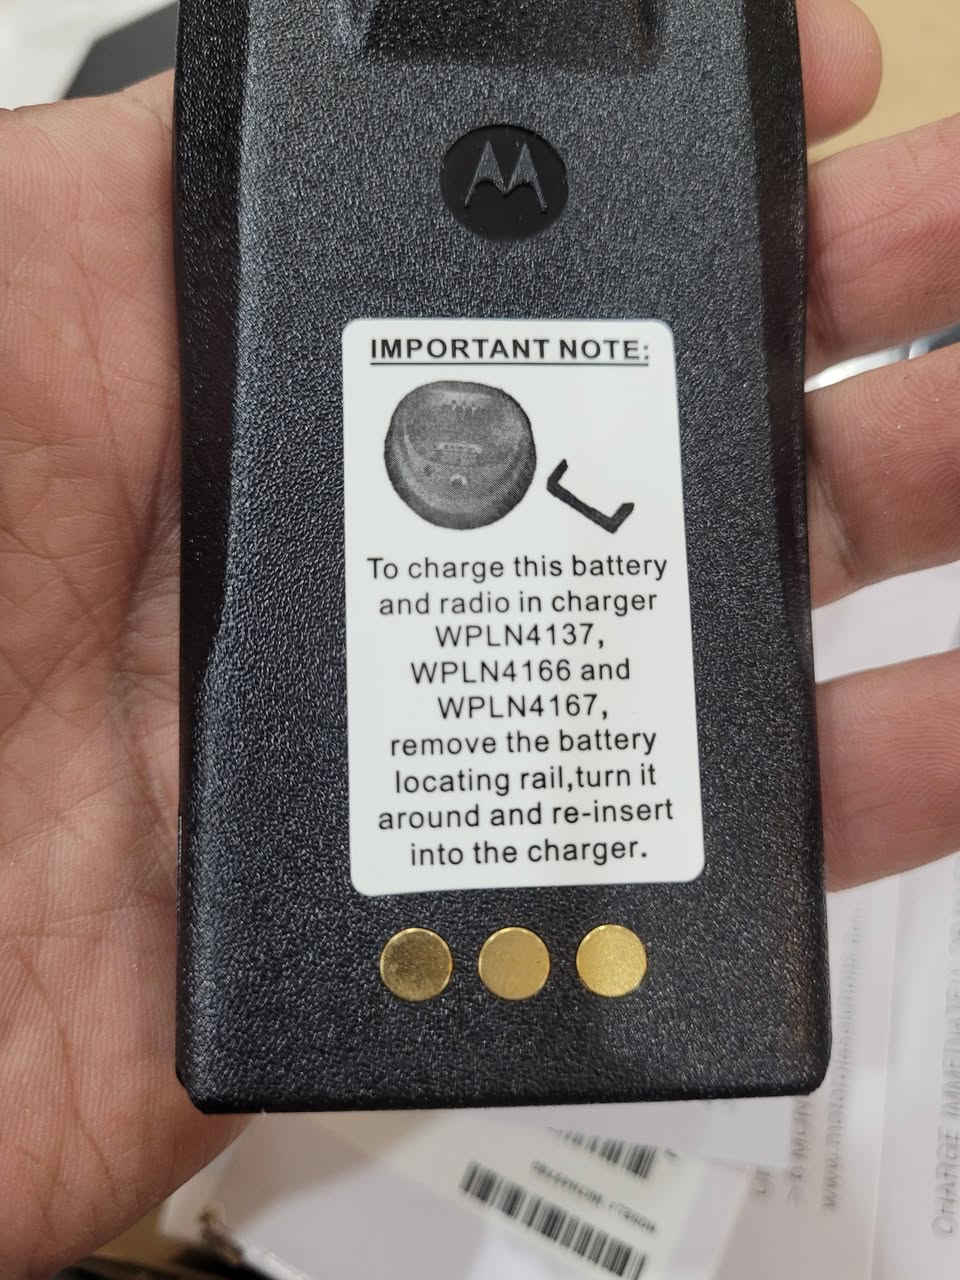 IMPORTANT NOTE:
To charge this battery
and radio in charger
WPLN4137,
WPLN4166 and
WPLN4167,
remove the battery
locating rail,turn it
around and re-insert
into the charger.